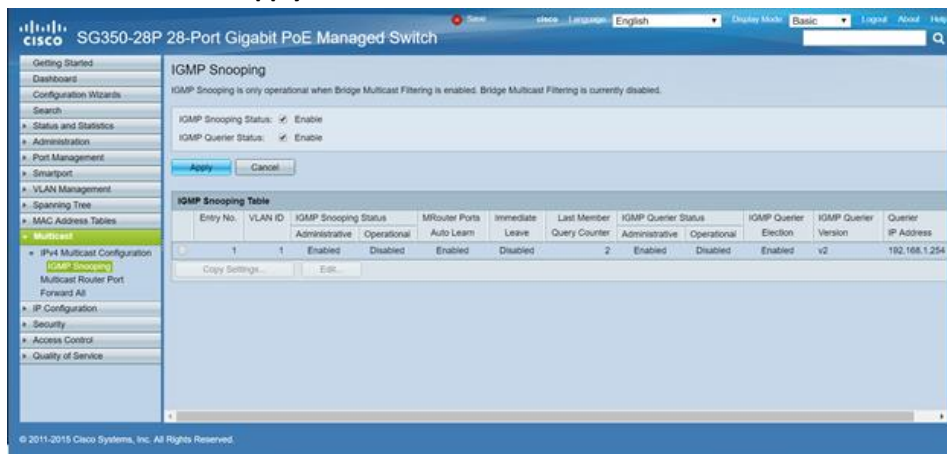 Save cisco Language: English Display Mode: Basic Logout About Help
cisco SG350-28P 28-Port Gigabit PoE Managed Switch
Getting Started
Dashboard
Configuration Wizards
Search
Status and Statistics
Administration
Port Management
Smartport
VLAN Management
Spanning Tree
MAC Address Tables
Multicast
IPv4 Multicast Configuration
IGMP Snooping
Multicast Router Port
Forward All
IP Configuration
Security
Access Control
Quality of Service
IGMP Snooping
IGMP Snooping is only operational when Bridge Multicast Filtering is enabled. Bridge Multicast Filtering is currently disabled.
IGMP Snooping Status: Enable
IGMP Querier Status: Enable
Apply Cancel
IGMP Snooping Table
Entry No. VLAN ID IGMP Snooping Status MRouter Ports Immediate Last Member IGMP Querier Status IGMP Querier IGMP Querier Querier
Administrative Operational Auto Learn Leave Query Counter Administrative Operational Election Version IP Address
1 1 Enabled Disabled Enabled Disabled 2 Enabled Disabled Enabled v2 192.168.1.254
Copy Settings... Edit...
© 2011-2015 Cisco Systems, Inc. All Rights Reserved.